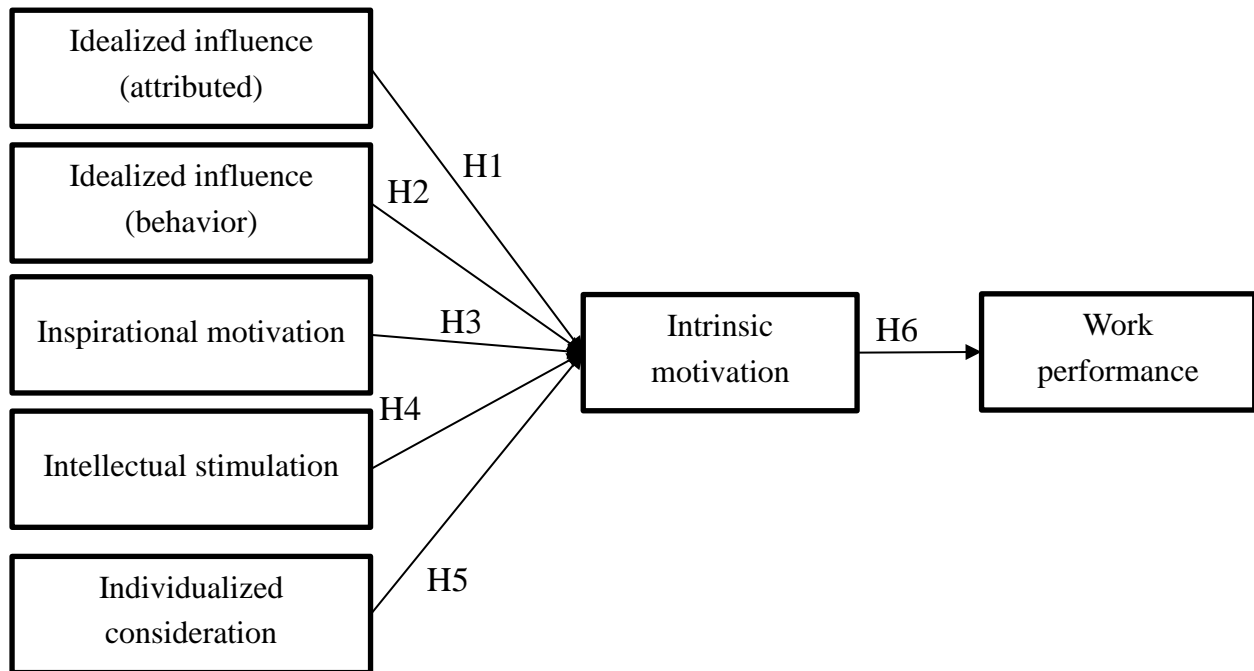 Idealized influence
(attributed)
H1
Idealized influence
(behavior)
H2
Inspirational motivation
H3
Intrinsic
motivation
H6
Work
performance
H4
Intellectual stimulation
Individualized
consideration
H5